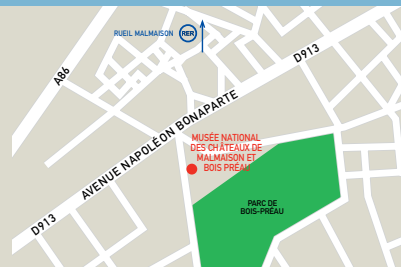 RUEIL MALMAISON
RER
A86
D913
AVENUE NAPOLÉON BONAPARTE
MUSÉE NATIONAL
DES CHÂTEAUX DE
MALMAISON ET
BOIS PRÉAU
PARC DE
BOIS-PRÉAU
D913